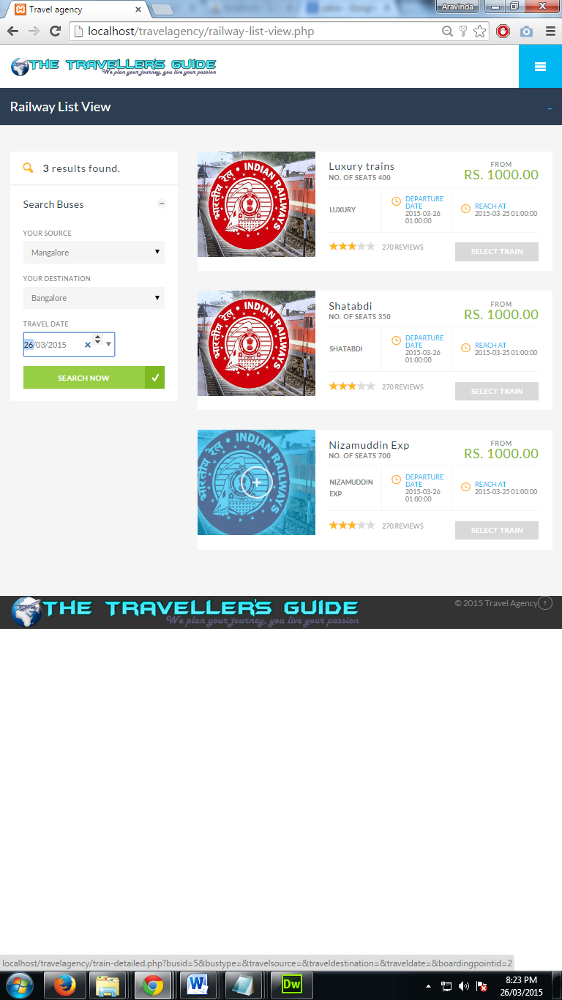 Travel agency
Aravinda
localhost/travelagency/railway-list-view.php
THE TRAVELLER'S GUIDE
We plan your journey, you live your passion
Railway List View
-
3 results found.
Search Buses
YOUR SOURCE
Mangalore
YOUR DESTINATION
Bangalore
TRAVEL DATE
26/03/2015
SEARCH NOW
भारतीय रेल INDIAN RAILWAYS
Luxury trains
NO. OF SEATS 400
FROM
RS. 1000.00
LUXURY
DEPARTURE
DATE
2015-03-26
01:00:00
REACH AT
2015-03-25 01:00:00
270 REVIEWS
SELECT TRAIN
भारतीय रेल INDIAN RAILWAYS
Shatabdi
NO. OF SEATS 350
FROM
RS. 1000.00
SHATABDI
DEPARTURE
DATE
2015-03-26
01:00:00
REACH AT
2015-03-25 01:00:00
270 REVIEWS
SELECT TRAIN
भारतीय रेल INDIAN RAILWAYS
Nizamuddin Exp
NO. OF SEATS 700
FROM
RS. 1000.00
NIZAMUDDIN
EXP
DEPARTURE
DATE
2015-03-26
01:00:00
REACH AT
2015-03-25 01:00:00
270 REVIEWS
SELECT TRAIN
THE TRAVELLER'S GUIDE
We plan your journey, you live your passion
© 2015 Travel Agency
localhost/travelagency/train-detailed.php?busid=5&bustype=&travelsource=&traveldestination=&traveldate=&boardingpointid=2
Dw
8:23 PM
26/03/2015